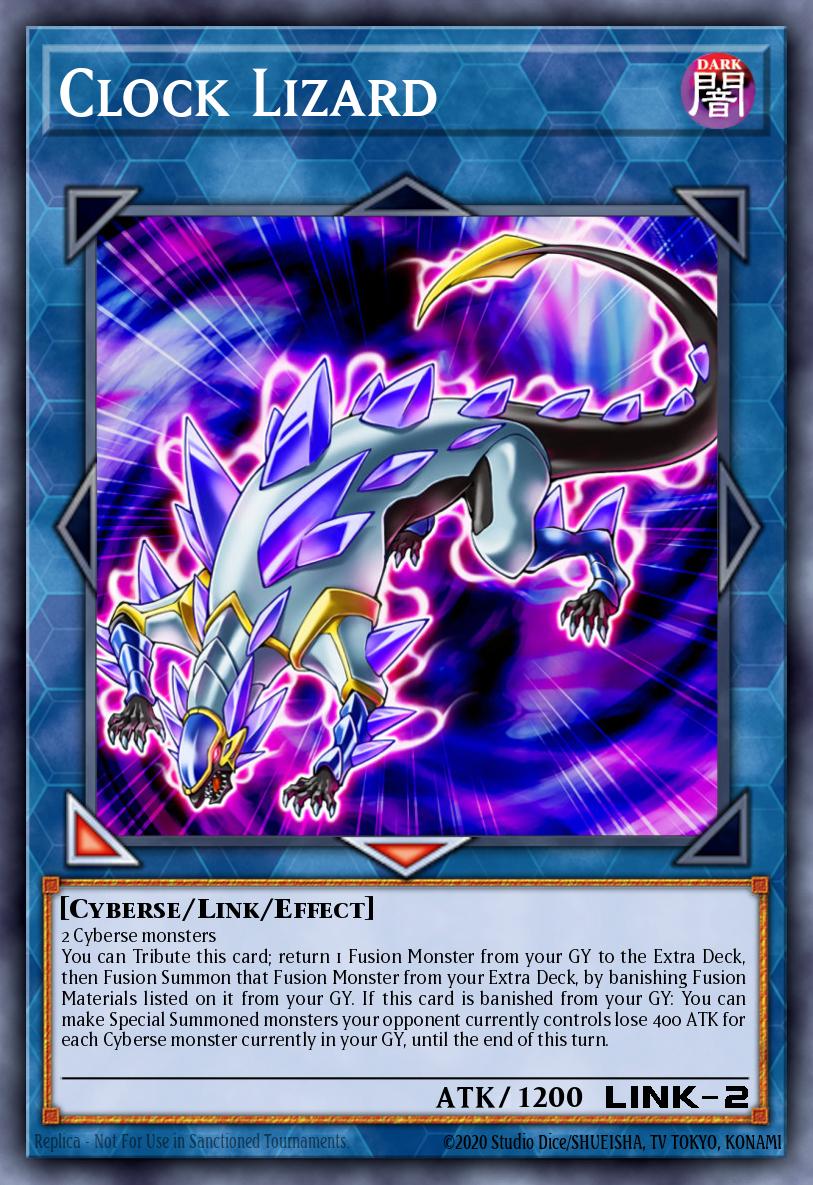 CLOCK LIZARD
DARK
闇
[CYBERSE/LINK/EFFECT]
2 Cyberse monsters
You can Tribute this card; return 1 Fusion Monster from your GY to the Extra Deck,
then Fusion Summon that Fusion Monster from your Extra Deck, by banishing Fusion
Materials listed on it from your GY. If this card is banished from your GY: You can
make Special Summoned monsters your opponent currently controls lose 400 ATK for
each Cyberse monster currently in your GY, until the end of this turn.
ATK/1200 LINK-2
Replica - Not For Use in Sanctioned Tournaments. ©2020 Studio Dice/SHUEISHA, TV TOKYO, KONAMI